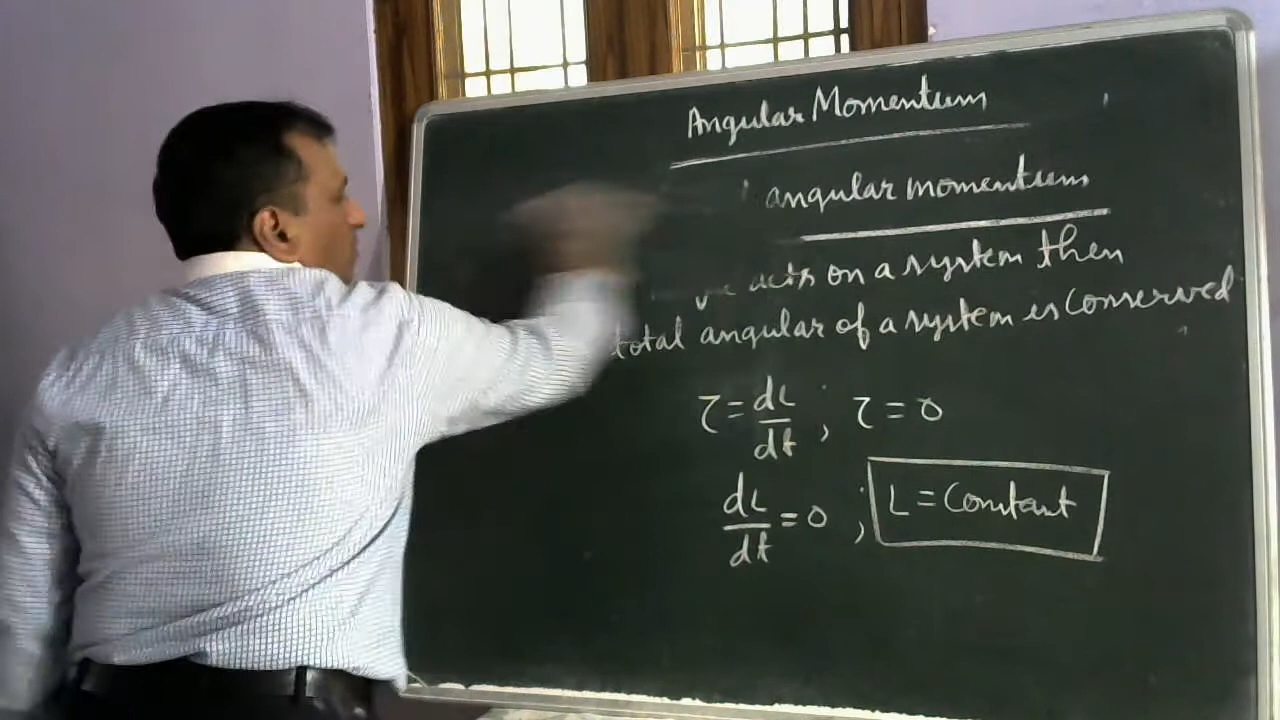 Angular Momentum
angular momentum
acts on a system then
total angular of a system is conserved
τ = dL/dt ; τ = 0
dL/dt = 0 ; L = Constant